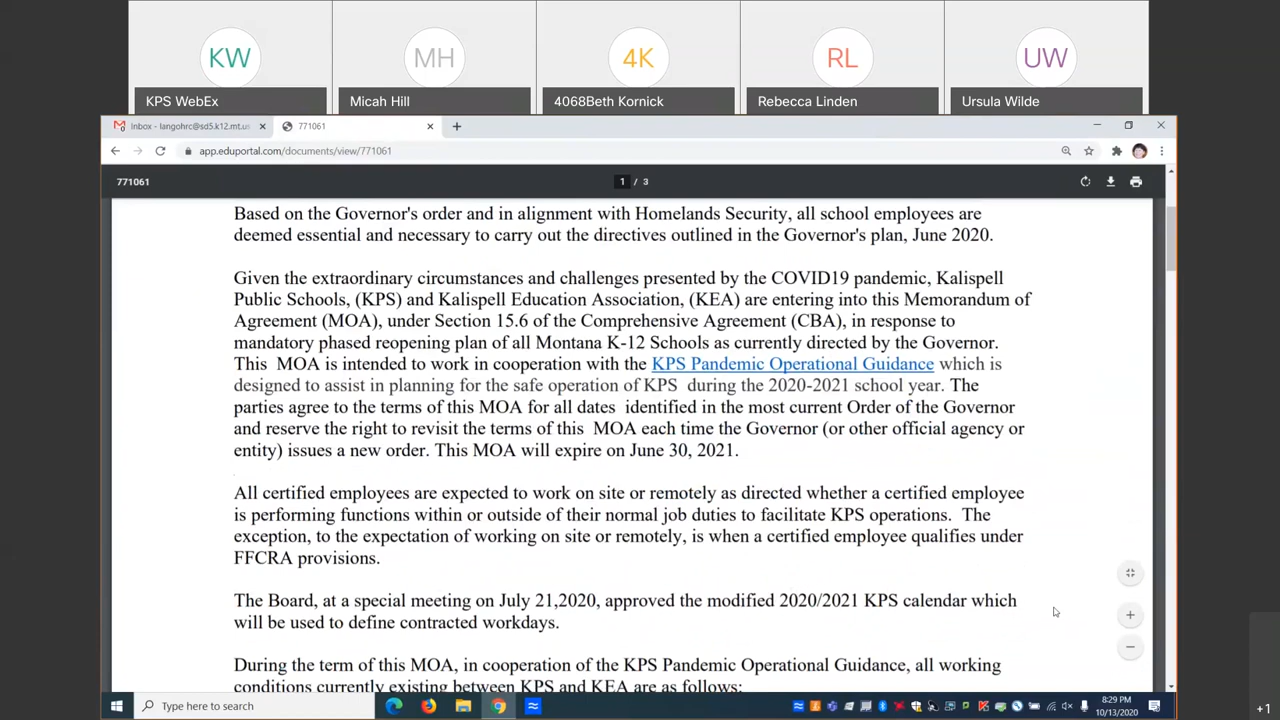 KW
MH
4K
RL
UW
KPS WebEx
Micah Hill
4068Beth Kornick
Rebecca Linden
Ursula Wilde
Inbox - langohrc@sd5.k12.mt.us
771061
app.eduportal.com/documents/view/771061
771061
1 / 3
Based on the Governor's order and in alignment with Homelands Security, all school employees are
deemed essential and necessary to carry out the directives outlined in the Governor's plan, June 2020.
Given the extraordinary circumstances and challenges presented by the COVID19 pandemic, Kalispell
Public Schools, (KPS) and Kalispell Education Association, (KEA) are entering into this Memorandum of
Agreement (MOA), under Section 15.6 of the Comprehensive Agreement (CBA), in response to
mandatory phased reopening plan of all Montana K-12 Schools as currently directed by the Governor.
This MOA is intended to work in cooperation with the KPS Pandemic Operational Guidance which is
designed to assist in planning for the safe operation of KPS during the 2020-2021 school year. The
parties agree to the terms of this MOA for all dates identified in the most current Order of the Governor
and reserve the right to revisit the terms of this MOA each time the Governor (or other official agency or
entity) issues a new order. This MOA will expire on June 30, 2021.
All certified employees are expected to work on site or remotely as directed whether a certified employee
is performing functions within or outside of their normal job duties to facilitate KPS operations. The
exception, to the expectation of working on site or remotely, is when a certified employee qualifies under
FFCRA provisions.
The Board, at a special meeting on July 21,2020, approved the modified 2020/2021 KPS calendar which
will be used to define contracted workdays.
During the term of this MOA, in cooperation of the KPS Pandemic Operational Guidance, all working
conditions currently existing between KPS and KEA are as follows:
Type here to search
8:29 PM
10/13/2020
+1